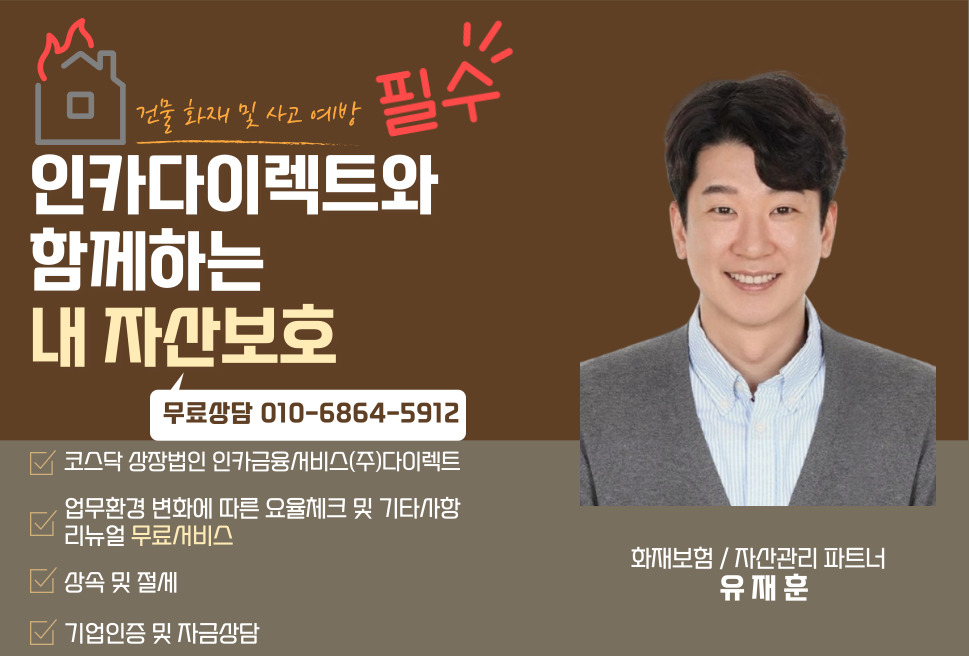 건물 화재 및 사고 예방
필수
인카다이렉트와
함께하는
내 자산보호
무료상담 010-6864-5912
코스닥 상장법인 인카금융서비스(주)다이렉트
업무환경 변화에 따른 요율체크 및 기타사항
리뉴얼 무료서비스
상속 및 절세
기업인증 및 자금상담
화재보험 / 자산관리 파트너
유재훈